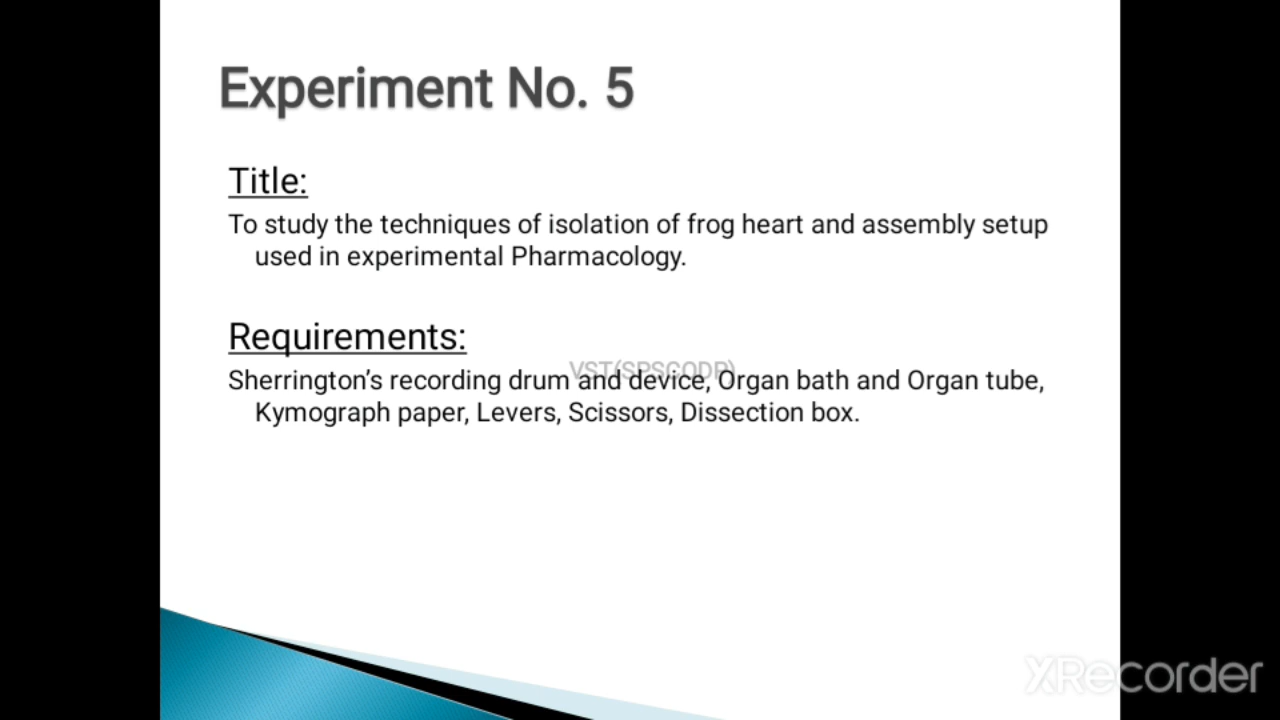 Experiment No. 5
Title:
To study the techniques of isolation of frog heart and assembly setup
used in experimental Pharmacology.
Requirements:
VST(SPSCODP)
Sherrington’s recording drum and device, Organ bath and Organ tube,
Kymograph paper, Levers, Scissors, Dissection box.
XRecorder